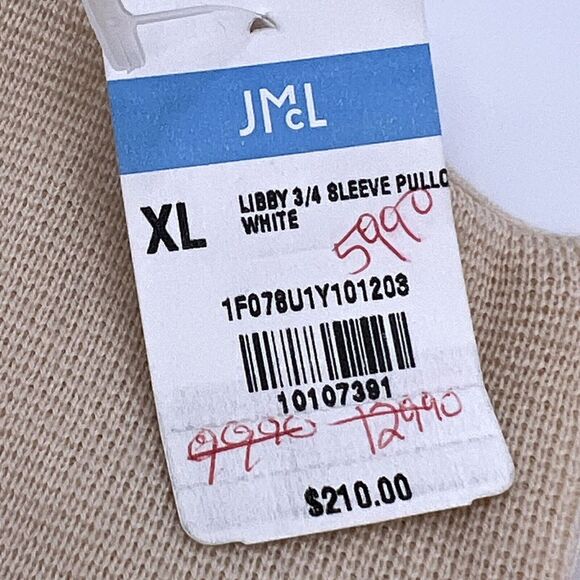 JMcL
XL
LIBBY 3/4 SLEEVE PULLO
WHITE
5990
1F078U1Y101203
10107391
9990 12990
$210.00